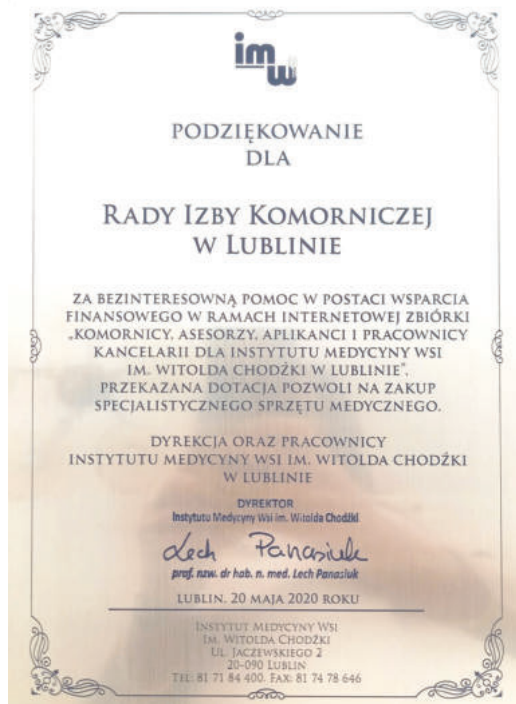 imw
PODZIĘKOWANIE
DLA
RADY IZBY KOMORNICZEJ
W LUBLINIE
ZA BEZINTERESOWNĄ POMOC W POSTACI WSPARCIA
FINANSOWEGO W RAMACH INTERNETOWEJ ZBIÓRKI
„KOMORNICY, ASESORZY, APLIKANCI I PRACOWNICY
KANCELARII DLA INSTYTUTU MEDYCYNY WSI
IM. WITOLDA CHODŹKI W LUBLINIE”,
PRZEKAZANA DOTACJA POZWOLI NA ZAKUP
SPECJALISTYCZNEGO SPRZĘTU MEDYCZNEGO.
DYREKCJA ORAZ PRACOWNICY
INSTYTUTU MEDYCYNY WSI IM. WITOLDA CHODŹKI
W LUBLINIE
DYREKTOR
Instytutu Medycyny Wsi im. Witolda Chodźki
Lech Panasiuk
prof. nzw. dr hab. n. med. Lech Panasiuk
LUBLIN, 20 MAJA 2020 ROKU
INSTYTUT MEDYCYNY WSI
IM. WITOLDA CHODŹKI
UL. JACZEWSKIEGO 2
20-090 LUBLIN
TEL: 81 71 84 400. FAX: 81 74 78 646